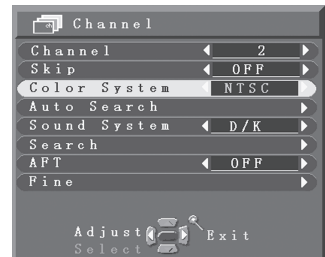 Channel
Channel 2
Skip OFF
Color System NTSC
Auto Search
Sound System D/K
Search
AFT OFF
Fine
Adjust Exit
Select